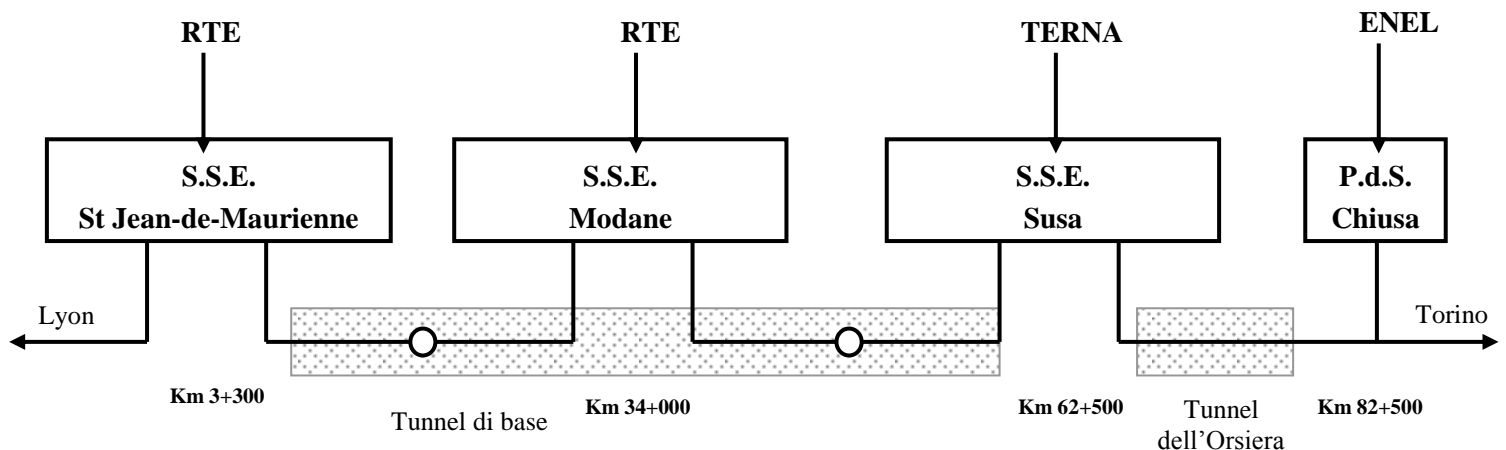 RTE
RTE
TERNA
ENEL
S.S.E.
St Jean-de-Maurienne
S.S.E.
Modane
S.S.E.
Susa
P.d.S.
Chiusa
Lyon
Torino
Km 3+300
Tunnel di base
Km 34+000
Km 62+500
Tunnel
dell’Orsiera
Km 82+500